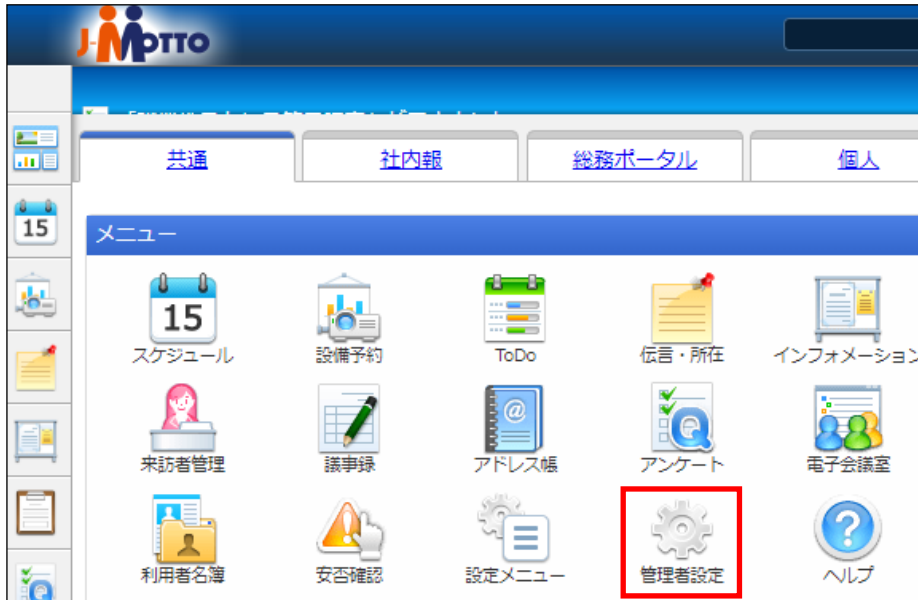 J-MOTTO
共通
社内報
総務ポータル
個人
15
メニュー
15
スケジュール
設備予約
ToDo
伝言・所在
インフォメーション
来訪者管理
議事録
アドレス帳
アンケート
電子会議室
利用者名簿
安否確認
設定メニュー
管理者設定
ヘルプ